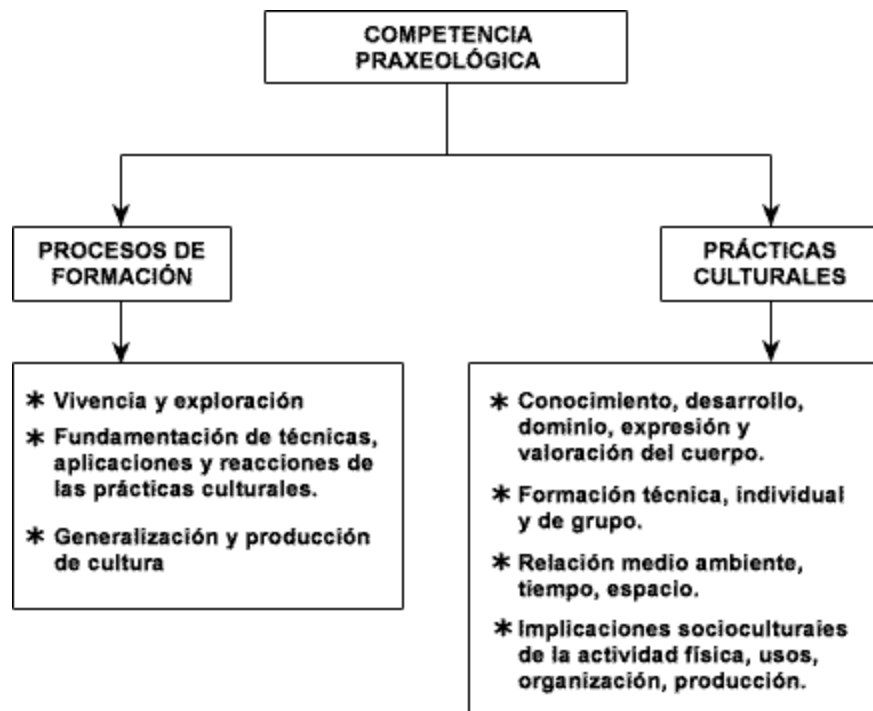 COMPETENCIA
PRAXEOLÓGICA
PROCESOS DE
FORMACIÓN
* Vivencia y exploración
* Fundamentación de técnicas,
aplicaciones y reacciones de
las prácticas culturales.
* Generalización y producción
de cultura
PRÁCTICAS
CULTURALES
* Conocimiento, desarrollo,
dominio, expresión y
valoración del cuerpo.
* Formación técnica, individual
y de grupo.
* Relación medio ambiente,
tiempo, espacio.
* Implicaciones socioculturales
de la actividad física, usos,
organización, producción.